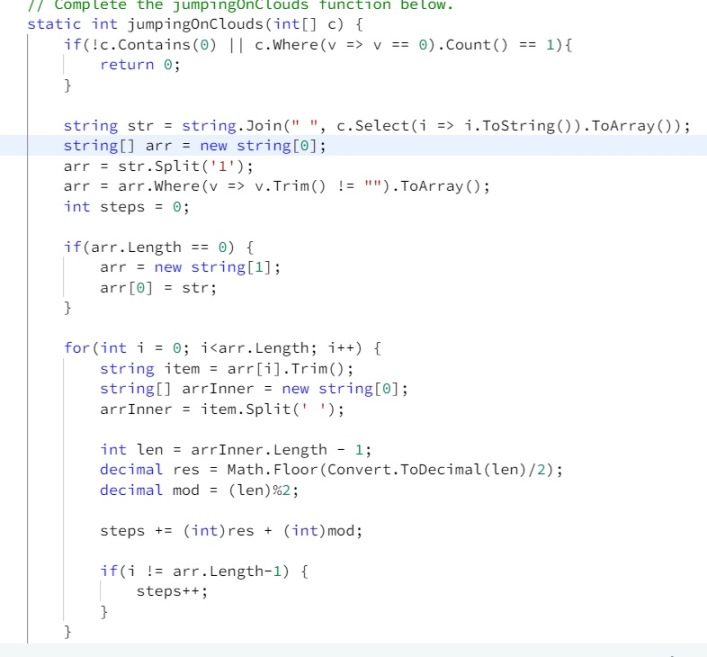 // Complete the jumpingOnClouds function below.
static int jumpingOnClouds(int[] c) {
if(!c.Contains(0) || c.Where(v => v == 0).Count() == 1){
return 0;
}
string str = string.Join(" ", c.Select(i => i.ToString()).ToArray());
string[] arr = new string[0];
arr = str.Split('1');
arr = arr.Where(v => v.Trim() != "").ToArray();
int steps = 0;
if(arr.Length == 0) {
arr = new string[1];
arr[0] = str;
}
for(int i = 0; i<arr.Length; i++) {
string item = arr[i].Trim();
string[] arrInner = new string[0];
arrInner = item.Split(' ');
int len = arrInner.Length - 1;
decimal res = Math.Floor(Convert.ToDecimal(len)/2);
decimal mod = (len)%2;
steps += (int)res + (int)mod;
if(i != arr.Length-1) {
steps++;
}
}